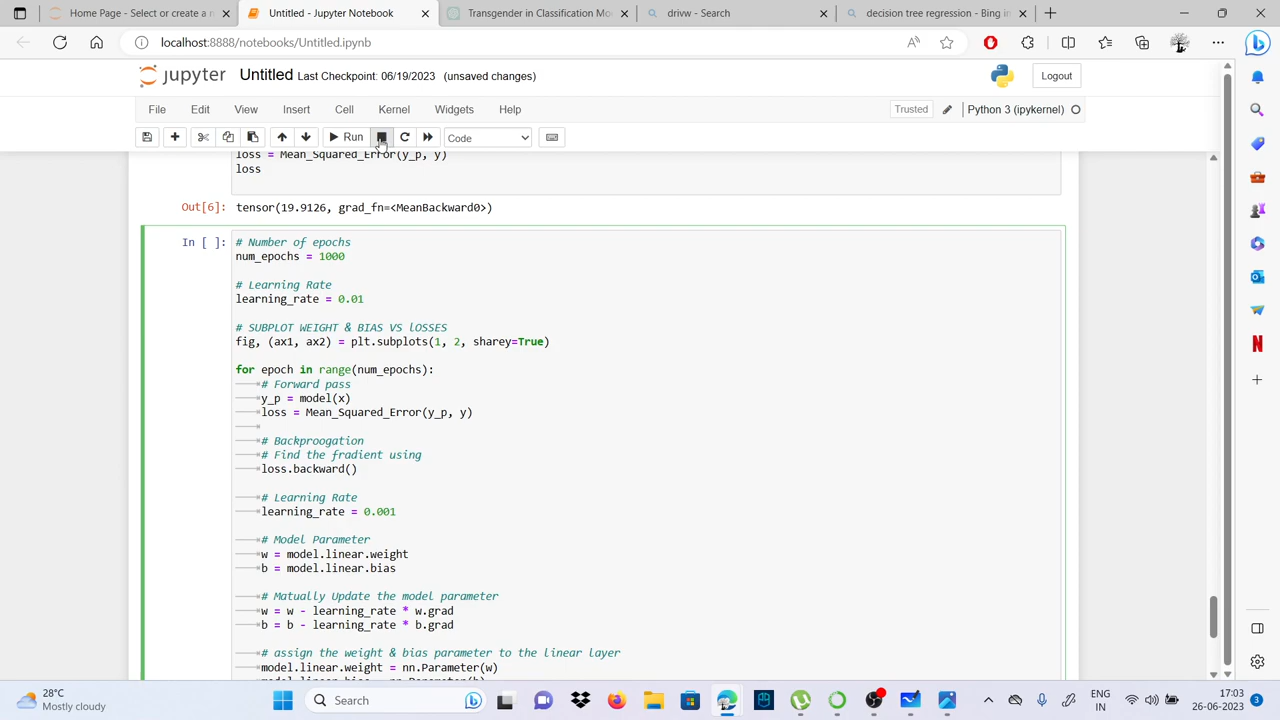 Home Page - Select or create a n
Untitled - Jupyter Notebook
Transgender in Classification Mo
drivw - Search
decision tree regression - Bing in
localhost:8888/notebooks/Untitled.ipynb
jupyter Untitled Last Checkpoint: 06/19/2023 (unsaved changes)
Logout
File Edit View Insert Cell Kernel Widgets Help
Trusted Python 3 (ipykernel)
Run Code
loss = Mean_Squared_Error(y_p, y)
loss
Out[6]: tensor(19.9126, grad_fn=<MeanBackward0>)
In [ ]: # Number of epochs
num_epochs = 1000
# Learning Rate
learning_rate = 0.01
# SUBPLOT WEIGHT & BIAS VS lOSSES
fig, (ax1, ax2) = plt.subplots(1, 2, sharey=True)
for epoch in range(num_epochs):
# Forward pass
y_p = model(x)
loss = Mean_Squared_Error(y_p, y)
# Backproogation
# Find the fradient using
loss.backward()
# Learning Rate
learning_rate = 0.001
# Model Parameter
w = model.linear.weight
b = model.linear.bias
# Matually Update the model parameter
w = w - learning_rate * w.grad
b = b - learning_rate * b.grad
# assign the weight & bias parameter to the linear layer
model.linear.weight = nn.Parameter(w)
28°C
Mostly cloudy
Search
ENG
IN
17:03
26-06-2023
3